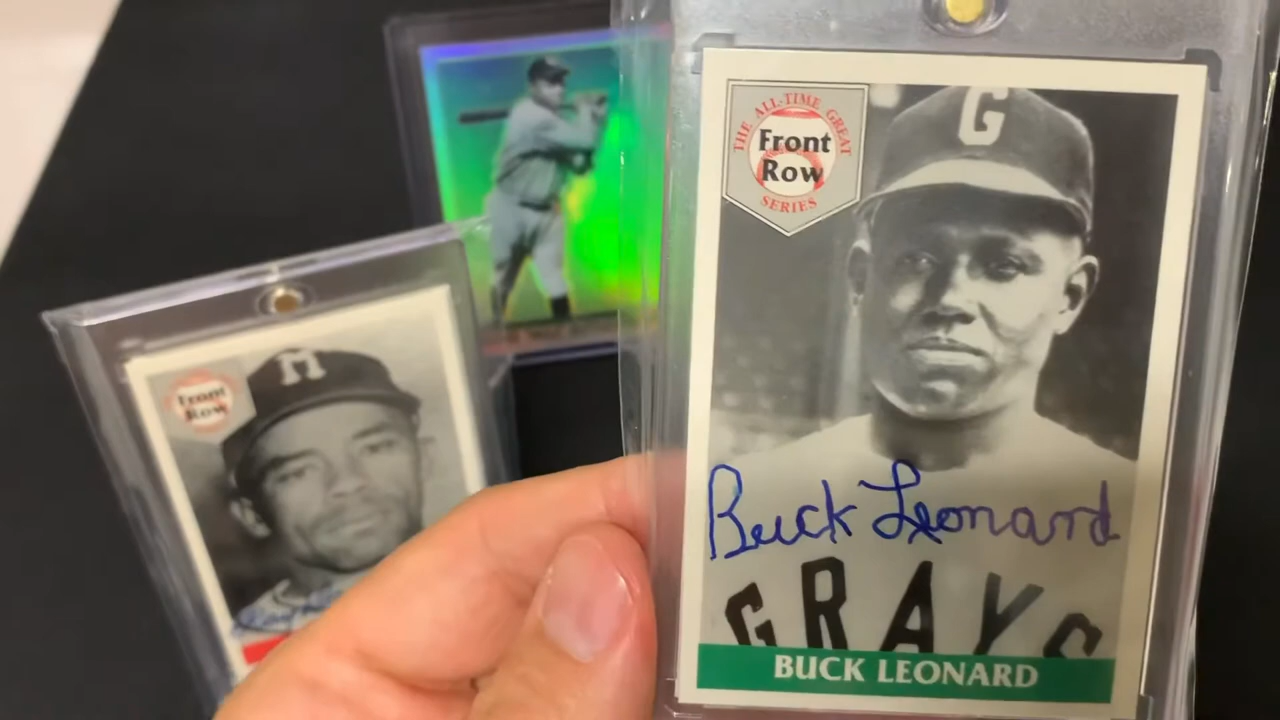 THE ALL-TIME GREAT
Front
Row
SERIES
G
Buck Leonard
GRAYS
BUCK LEONARD
Front
Row
M